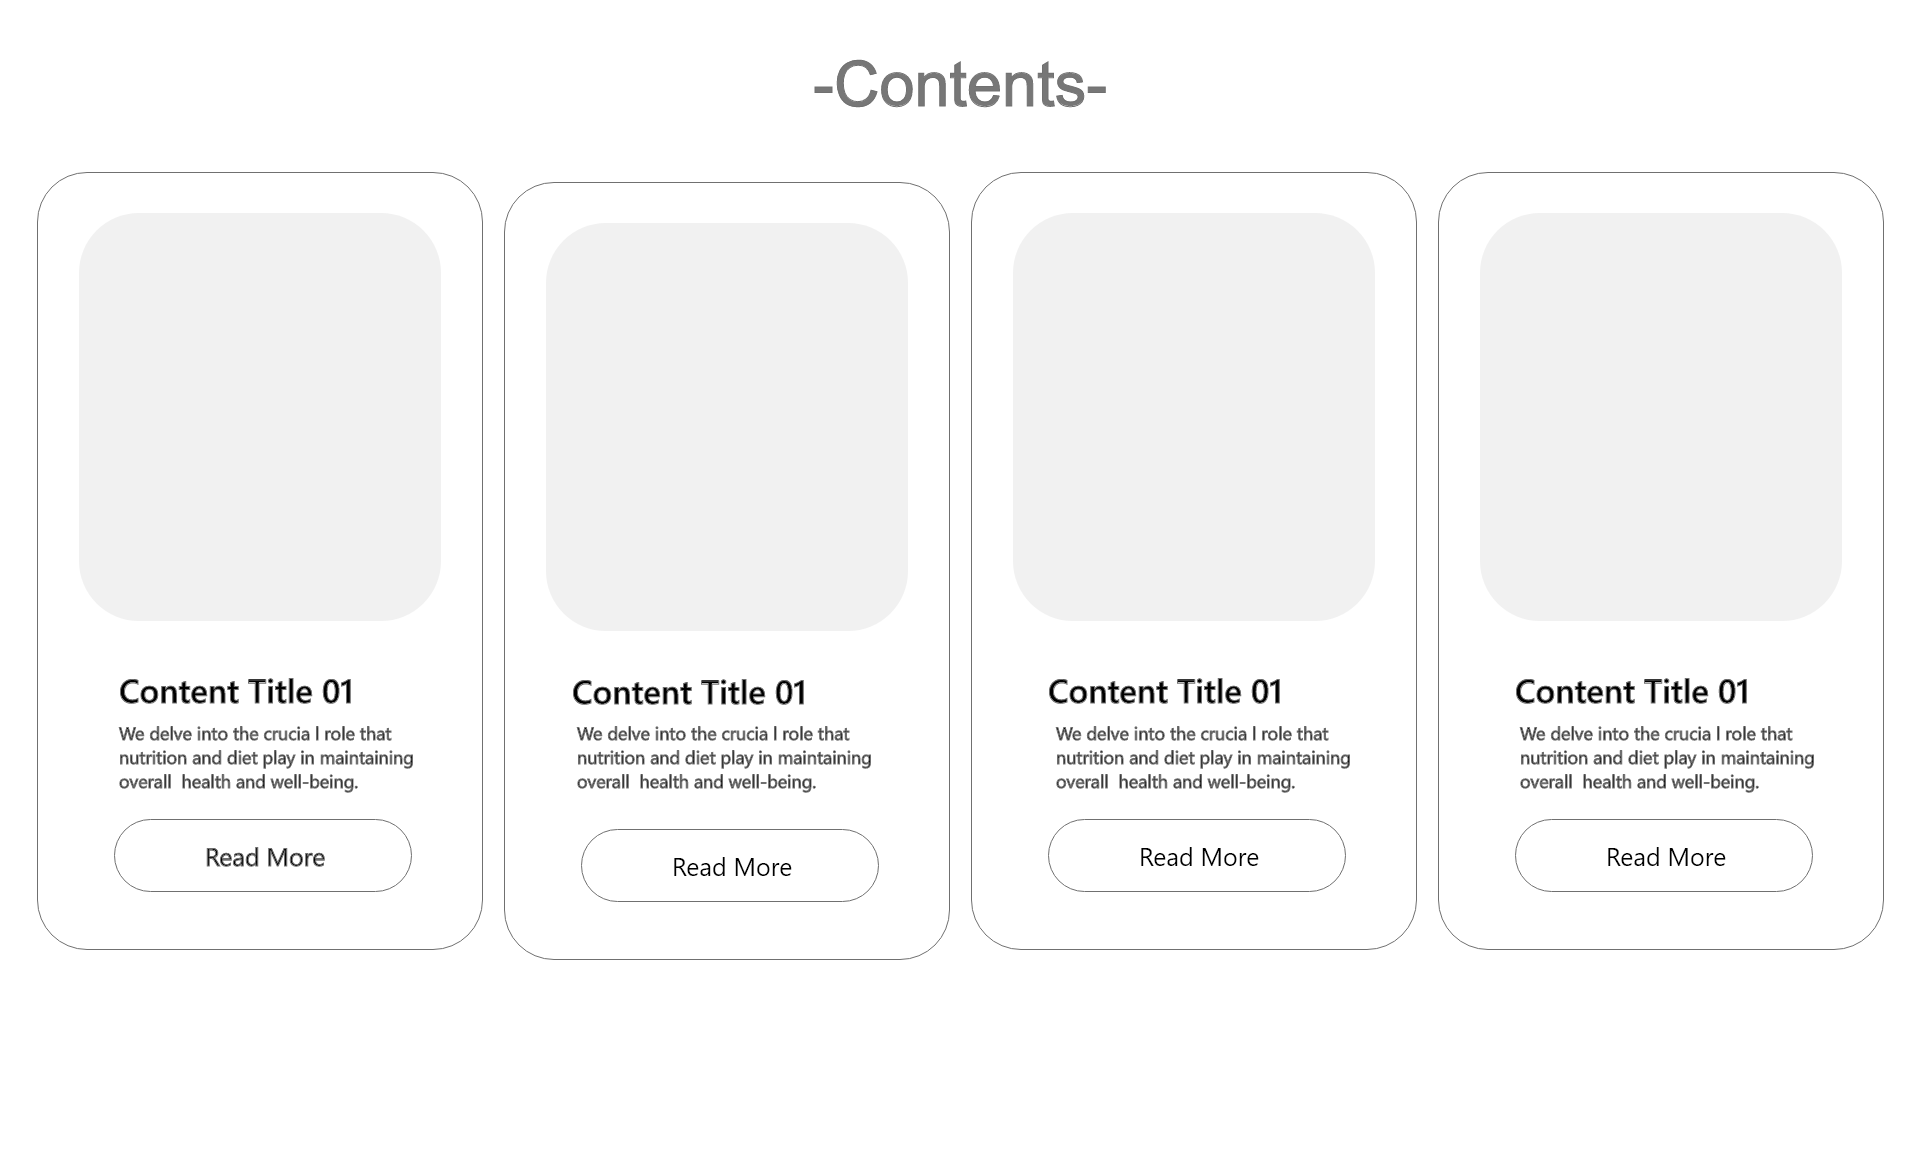 -Contents-
Content Title 01
We delve into the crucia l role that
nutrition and diet play in maintaining
overall  health and well-being.
Read More
Content Title 01
We delve into the crucia l role that
nutrition and diet play in maintaining
overall  health and well-being.
Read More
Content Title 01
We delve into the crucia l role that
nutrition and diet play in maintaining
overall  health and well-being.
Read More
Content Title 01
We delve into the crucia l role that
nutrition and diet play in maintaining
overall  health and well-being.
Read More